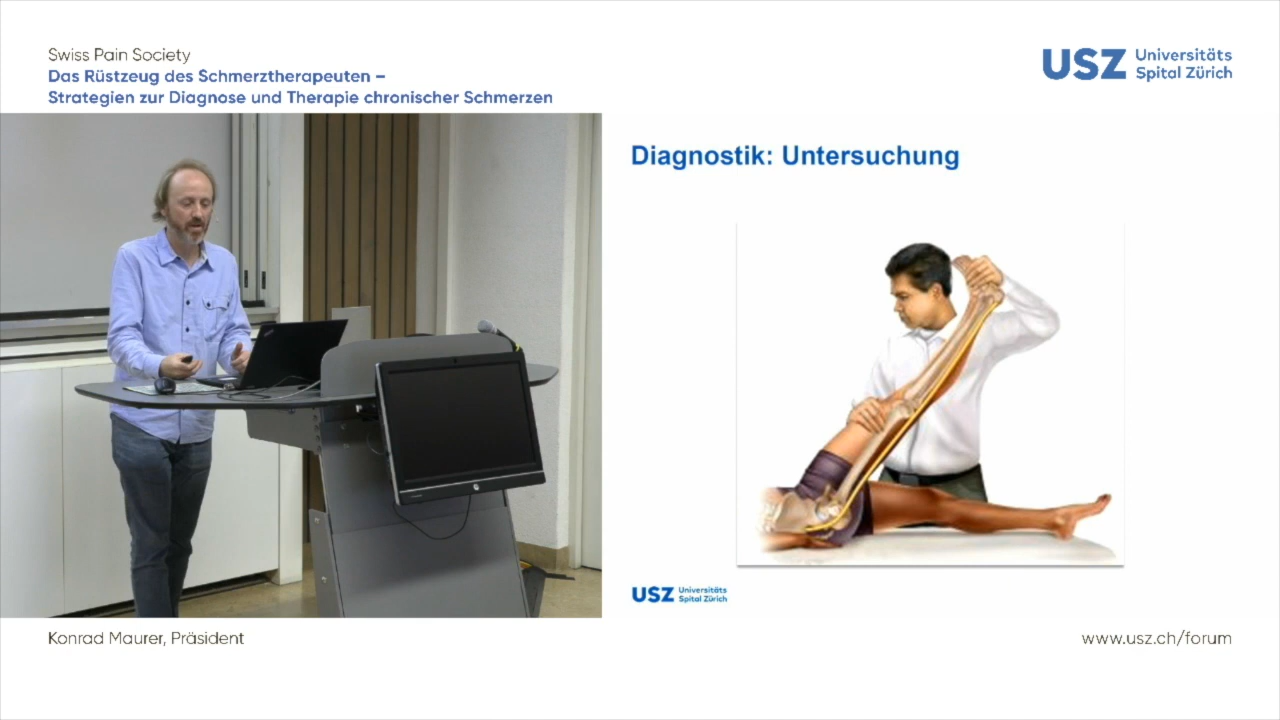 Swiss Pain Society
Das Rüstzeug des Schmerztherapeuten –
Strategien zur Diagnose und Therapie chronischer Schmerzen
USZ Universitäts
Spital Zürich
Diagnostik: Untersuchung
USZ Universitäts
Spital Zürich
Konrad Maurer, Präsident
www.usz.ch/forum